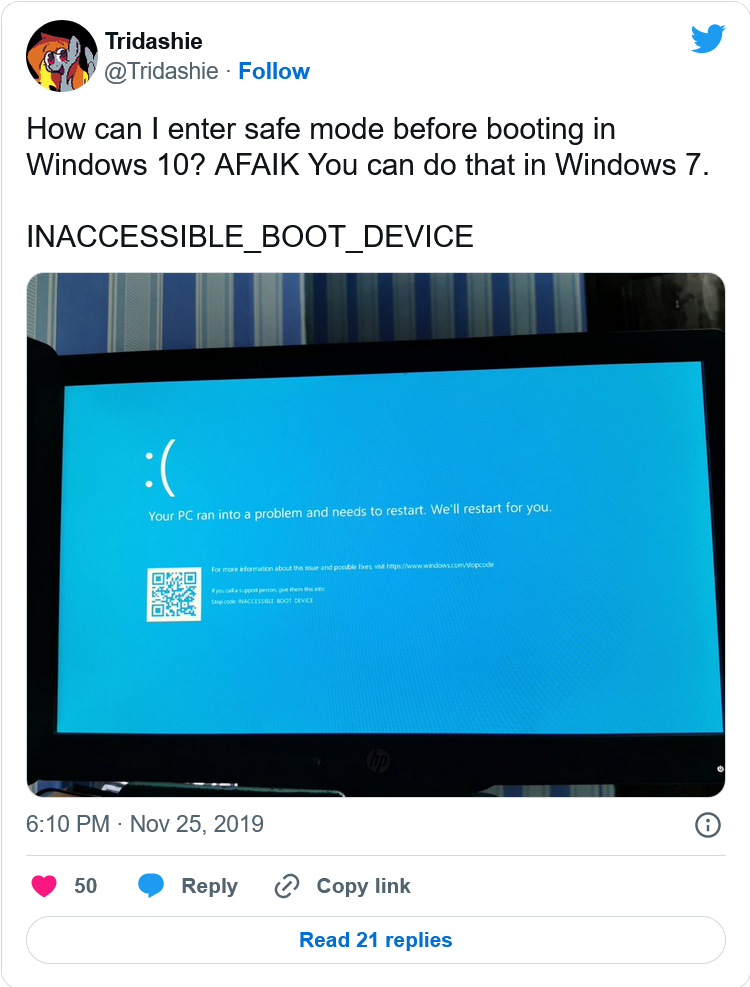 Tridashie
@Tridashie · Follow
How can I enter safe mode before booting in
Windows 10? AFAIK You can do that in Windows 7.
INACCESSIBLE_BOOT_DEVICE
:(
Your PC ran into a problem and needs to restart. We'll restart for you.
For more information about this issue and possible fixes, visit https://www.windows.com/stopcode
If you call a support person, give them this info:
Stop code: INACCESSIBLE BOOT DEVICE
hp
6:10 PM · Nov 25, 2019
50 Reply Copy link
Read 21 replies